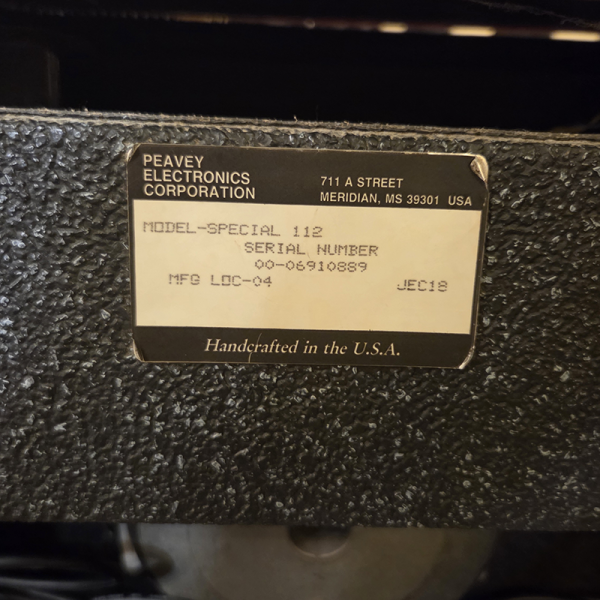 PEAVEY
ELECTRONICS
CORPORATION
711 A STREET
MERIDIAN, MS 39301 USA
MODEL-SPECIAL 112
SERIAL NUMBER
00-06910889
MFG LOC-04
JEC18
Handcrafted in the U.S.A.